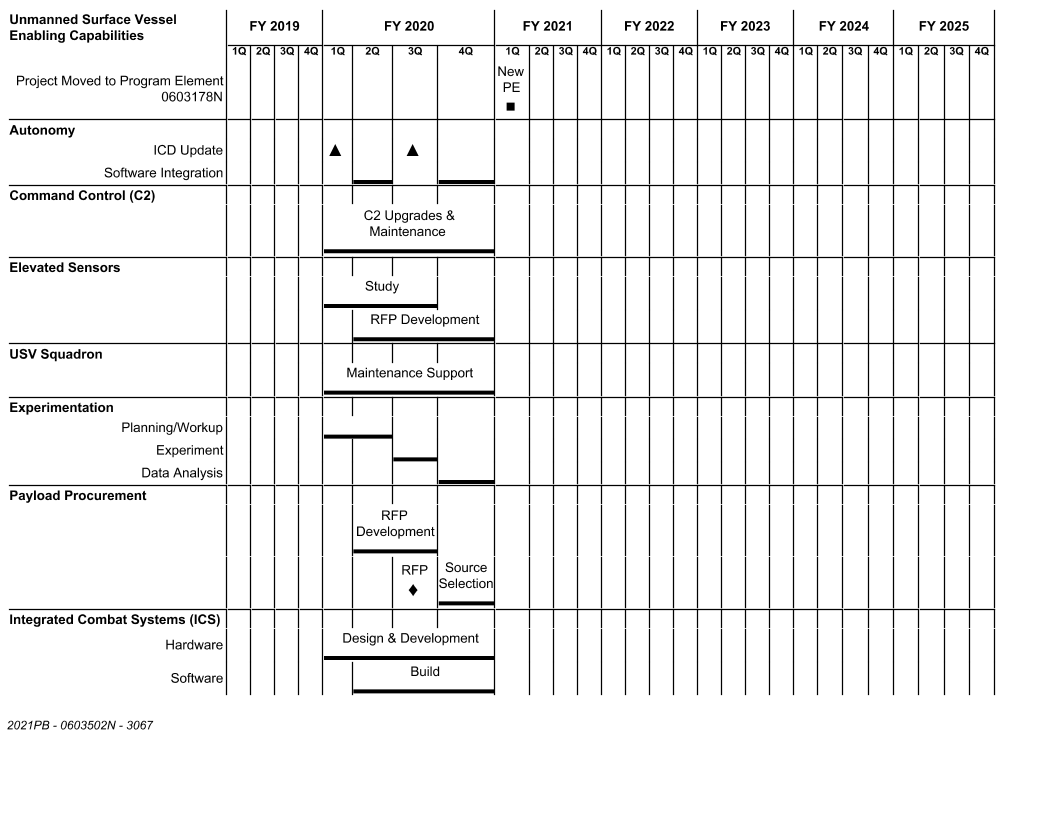 Unmanned Surface Vessel
Enabling Capabilities
FY 2019 FY 2020 FY 2021 FY 2022 FY 2023 FY 2024 FY 2025
1Q 2Q 3Q 4Q 1Q 2Q 3Q 4Q 1Q 2Q 3Q 4Q 1Q 2Q 3Q 4Q 1Q 2Q 3Q 4Q 1Q 2Q 3Q 4Q 1Q 2Q 3Q 4Q
Project Moved to Program Element
0603178N
New
PE
Autonomy
ICD Update
Software Integration
Command Control (C2)
C2 Upgrades &
Maintenance
Elevated Sensors
Study
RFP Development
USV Squadron
Maintenance Support
Experimentation
Planning/Workup
Experiment
Data Analysis
Payload Procurement
RFP
Development
RFP
Source
Selection
Integrated Combat Systems (ICS)
Hardware
Design & Development
Software
Build
2021PB - 0603502N - 3067